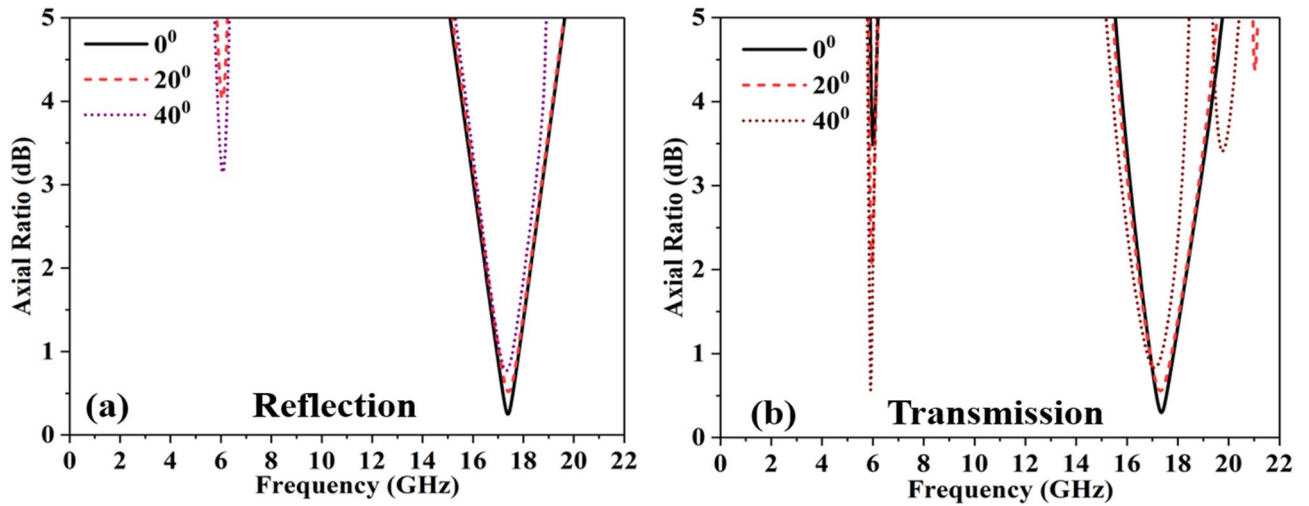 5
4
3
2
1
0
Axial Ratio (dB)
0⁰
20⁰
40⁰
(a) Reflection
0 2 4 6 8 10 12 14 16 18 20 22
Frequency (GHz)
5
4
3
2
1
0
Axial Ratio (dB)
0⁰
20⁰
40⁰
(b) Transmission
0 2 4 6 8 10 12 14 16 18 20 22
Frequency (GHz)